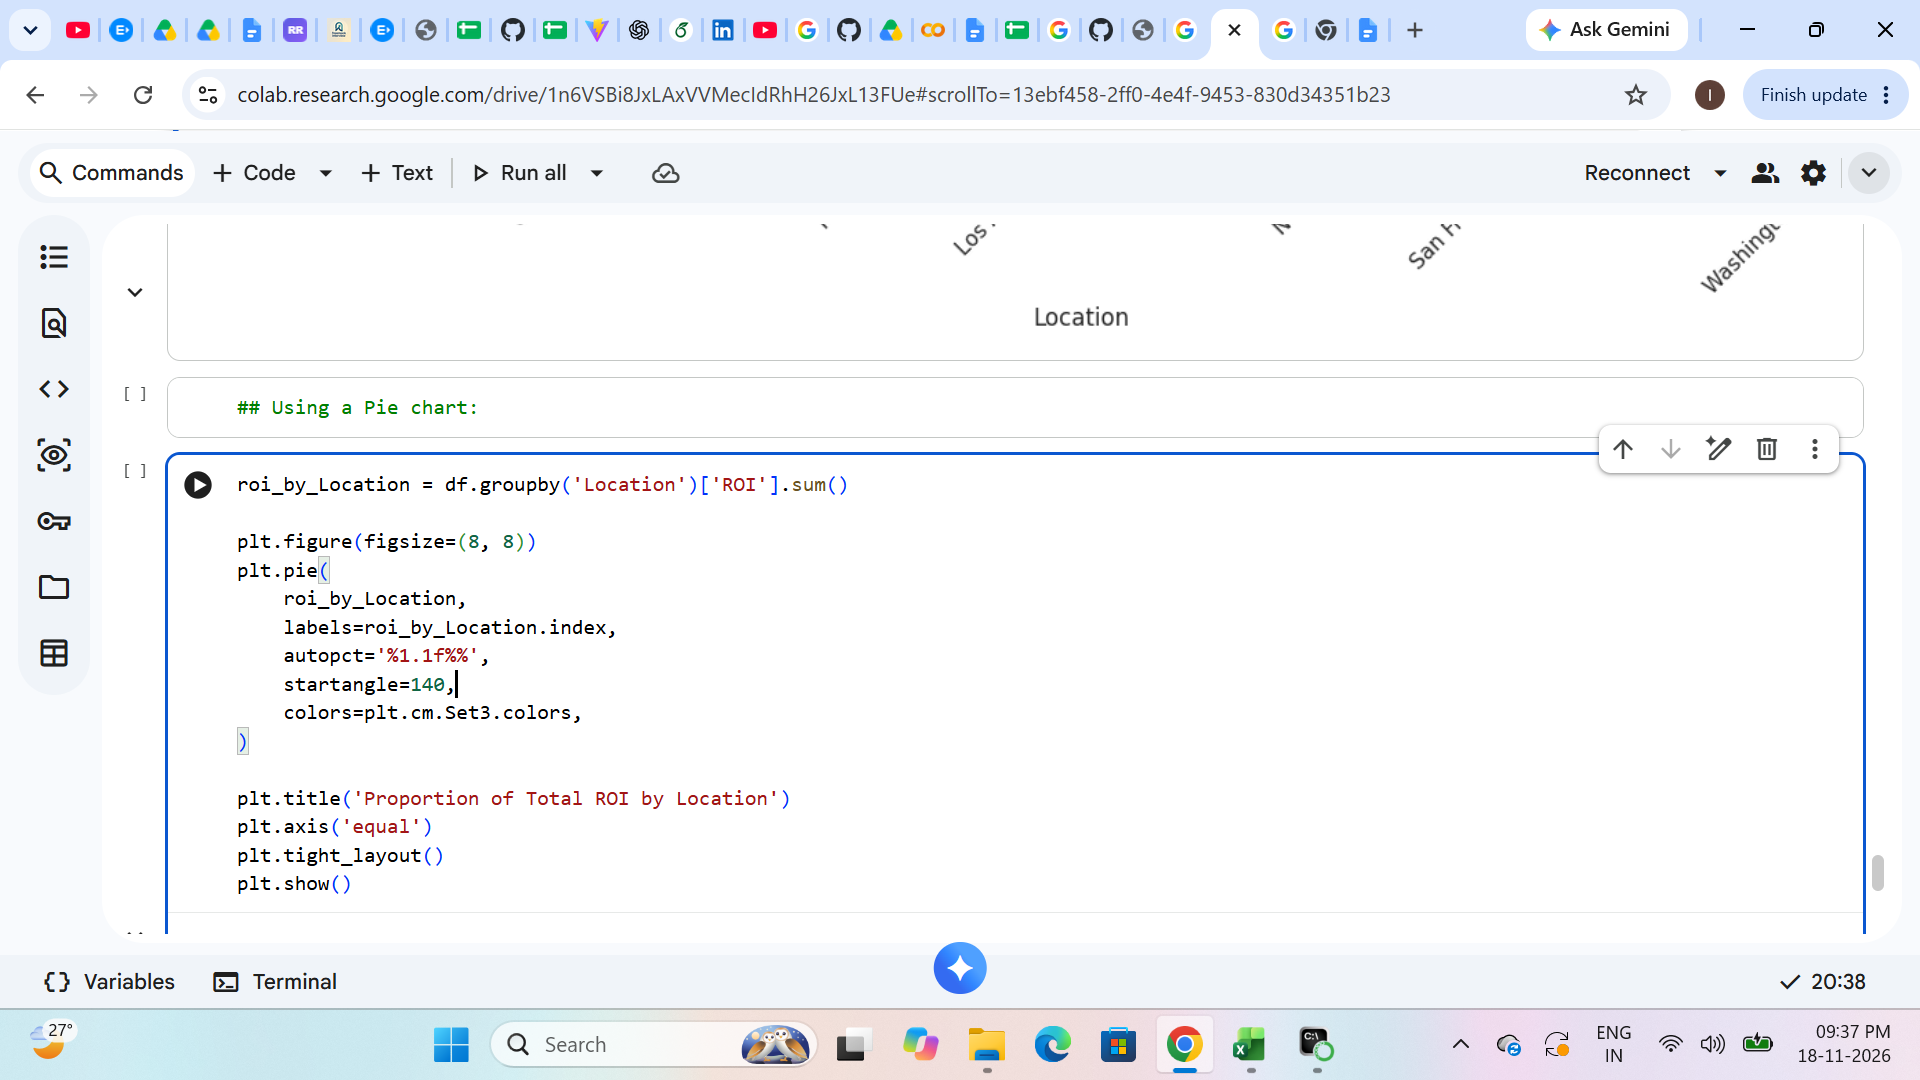 Ask Gemini
colab.research.google.com/drive/1n6VSBi8JxLAxVVMecIdRhH26JxL13FUe#scrollTo=13ebf458-2ff0-4e4f-9453-830d34351b23
I
Finish update
Commands
+ Code
+ Text
Run all
Reconnect
Los
San
Washing
Location
[ ]
## Using a Pie chart:
[ ]
roi_by_Location = df.groupby('Location')['ROI'].sum()
plt.figure(figsize=(8, 8))
plt.pie(
roi_by_Location,
labels=roi_by_Location.index,
autopct='%1.1f%%',
startangle=140,
colors=plt.cm.Set3.colors,
)
plt.title('Proportion of Total ROI by Location')
plt.axis('equal')
plt.tight_layout()
plt.show()
Variables
Terminal
20:38
27°
Search
ENG
IN
09:37 PM
18-11-2026